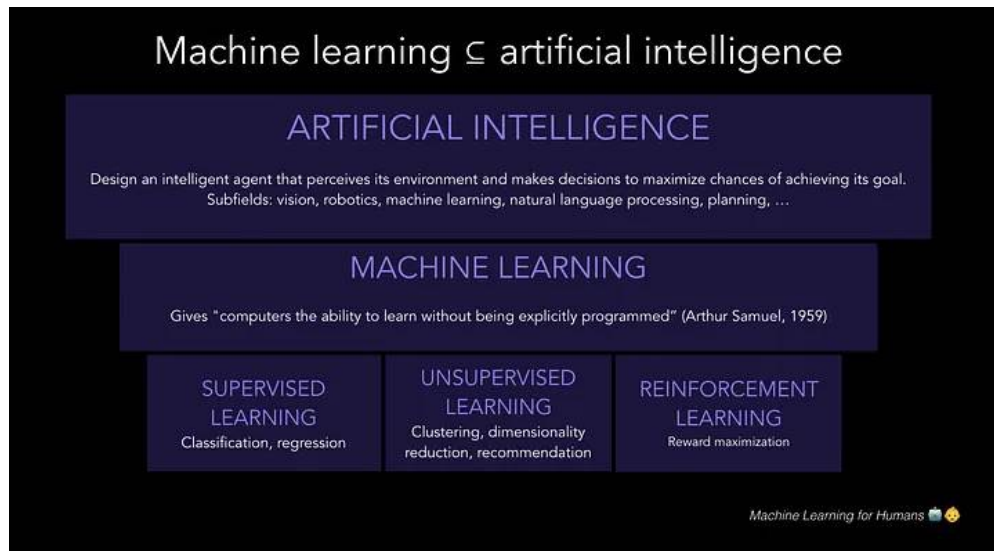 Machine learning ⊆ artificial intelligence
ARTIFICIAL INTELLIGENCE
Design an intelligent agent that perceives its environment and makes decisions to maximize chances of achieving its goal.
Subfields: vision, robotics, machine learning, natural language processing, planning, …
MACHINE LEARNING
Gives "computers the ability to learn without being explicitly programmed” (Arthur Samuel, 1959)
SUPERVISED
LEARNING
Classification, regression
UNSUPERVISED
LEARNING
Clustering, dimensionality
reduction, recommendation
REINFORCEMENT
LEARNING
Reward maximization
Machine Learning for Humans 🤖👶